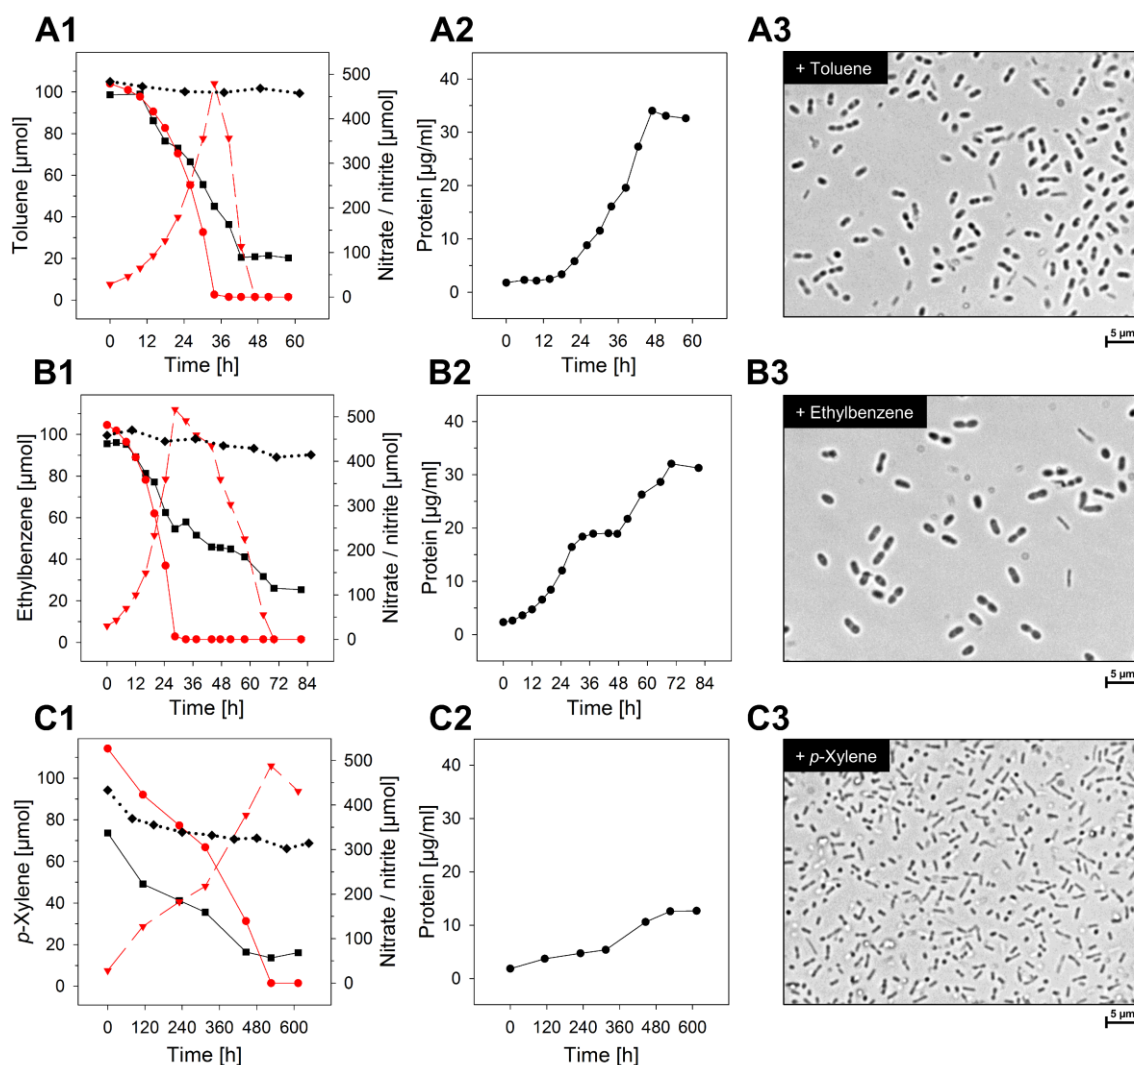 A1
A2
A3
Toluene [µmol]
100
80
60
40
20
0
500
400
300
200
100
0
Nitrate / nitrite [µmol]
0 12 24 36 48 60
Time [h]
Protein [µg/ml]
40
30
20
10
0
0 12 24 36 48 60
Time [h]
+ Toluene
5 µm
B1
B2
B3
Ethylbenzene [µmol]
100
80
60
40
20
0
500
400
300
200
100
0
Nitrate / nitrite [µmol]
0 12 24 36 48 60 72 84
Time [h]
Protein [µg/ml]
40
30
20
10
0
0 12 24 36 48 60 72 84
Time [h]
+ Ethylbenzene
5 µm
C1
C2
C3
p-Xylene [µmol]
100
80
60
40
20
0
500
400
300
200
100
0
Nitrate / nitrite [µmol]
0 120 240 360 480 600
Time [h]
Protein [µg/ml]
40
30
20
10
0
0 120 240 360 480 600
Time [h]
+ p-Xylene
5 µm